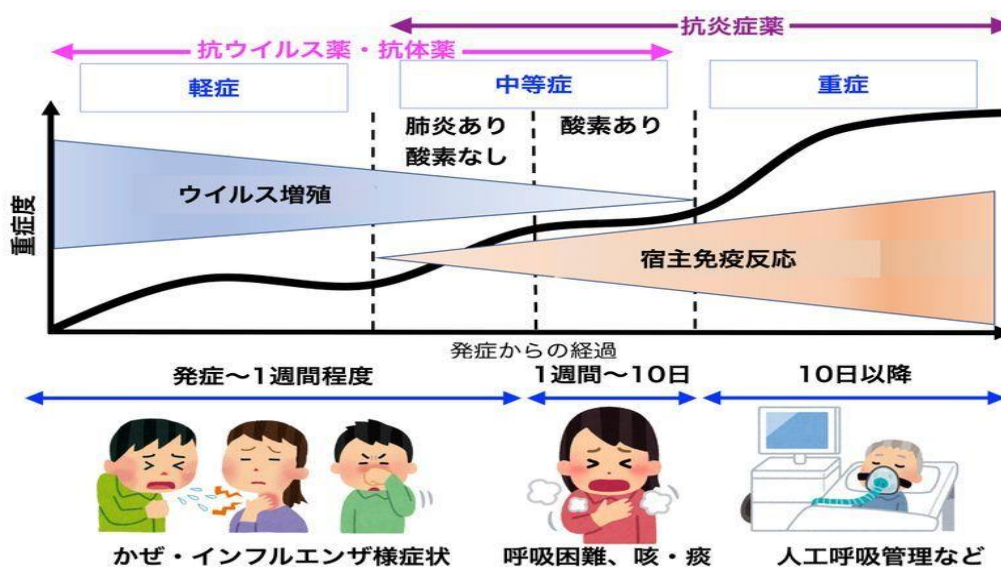 抗炎症薬
抗ウイルス薬・抗体薬
軽症
中等症
重症
肺炎あり
酸素なし
酸素あり
ウイルス増殖
重症度
宿主免疫反応
発症からの経過
発症〜1週間程度
1週間〜10日
10日以降
かぜ・インフルエンザ様症状
呼吸困難、咳・痰
人工呼吸管理など